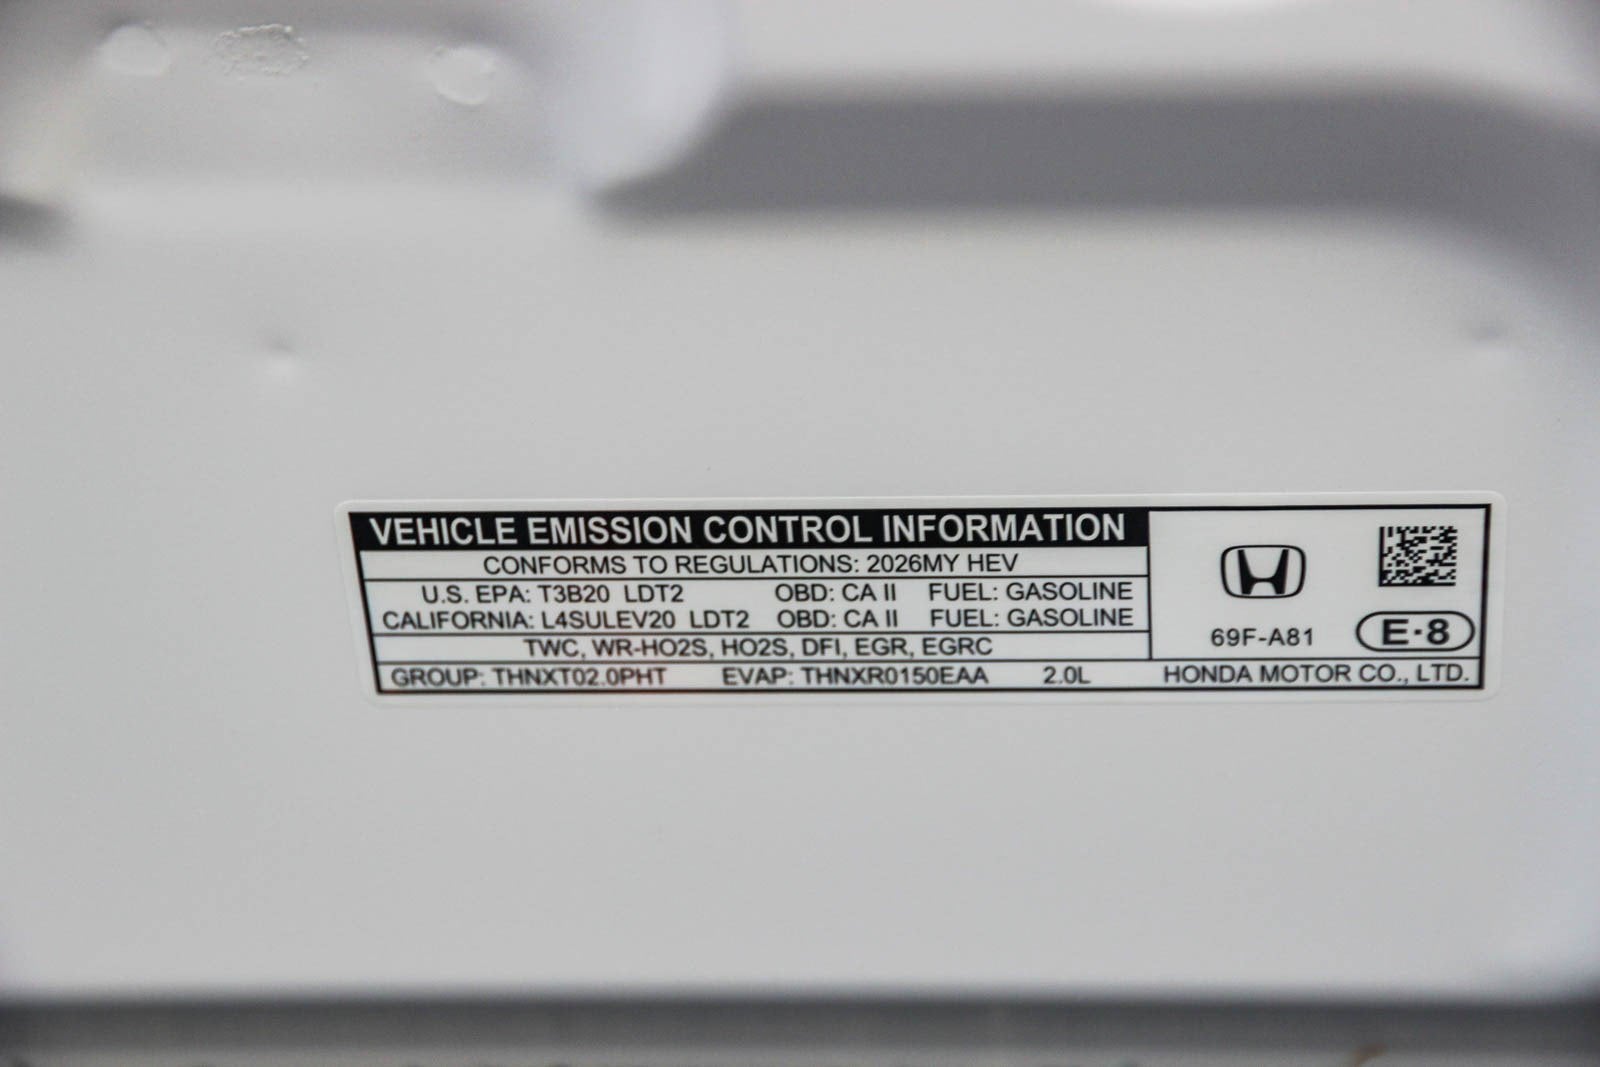 VEHICLE EMISSION CONTROL INFORMATION
CONFORMS TO REGULATIONS: 2026MY HEV
U.S. EPA: T3B20 LDT2 OBD: CA II FUEL: GASOLINE
CALIFORNIA: L4SULEV20 LDT2 OBD: CA II FUEL: GASOLINE
TWC, WR-HO2S, HO2S, DFI, EGR, EGRC
GROUP: THNXT02.0PHT EVAP: THNXR0150EAA 2.0L
69F-A81
E·8
HONDA MOTOR CO., LTD.